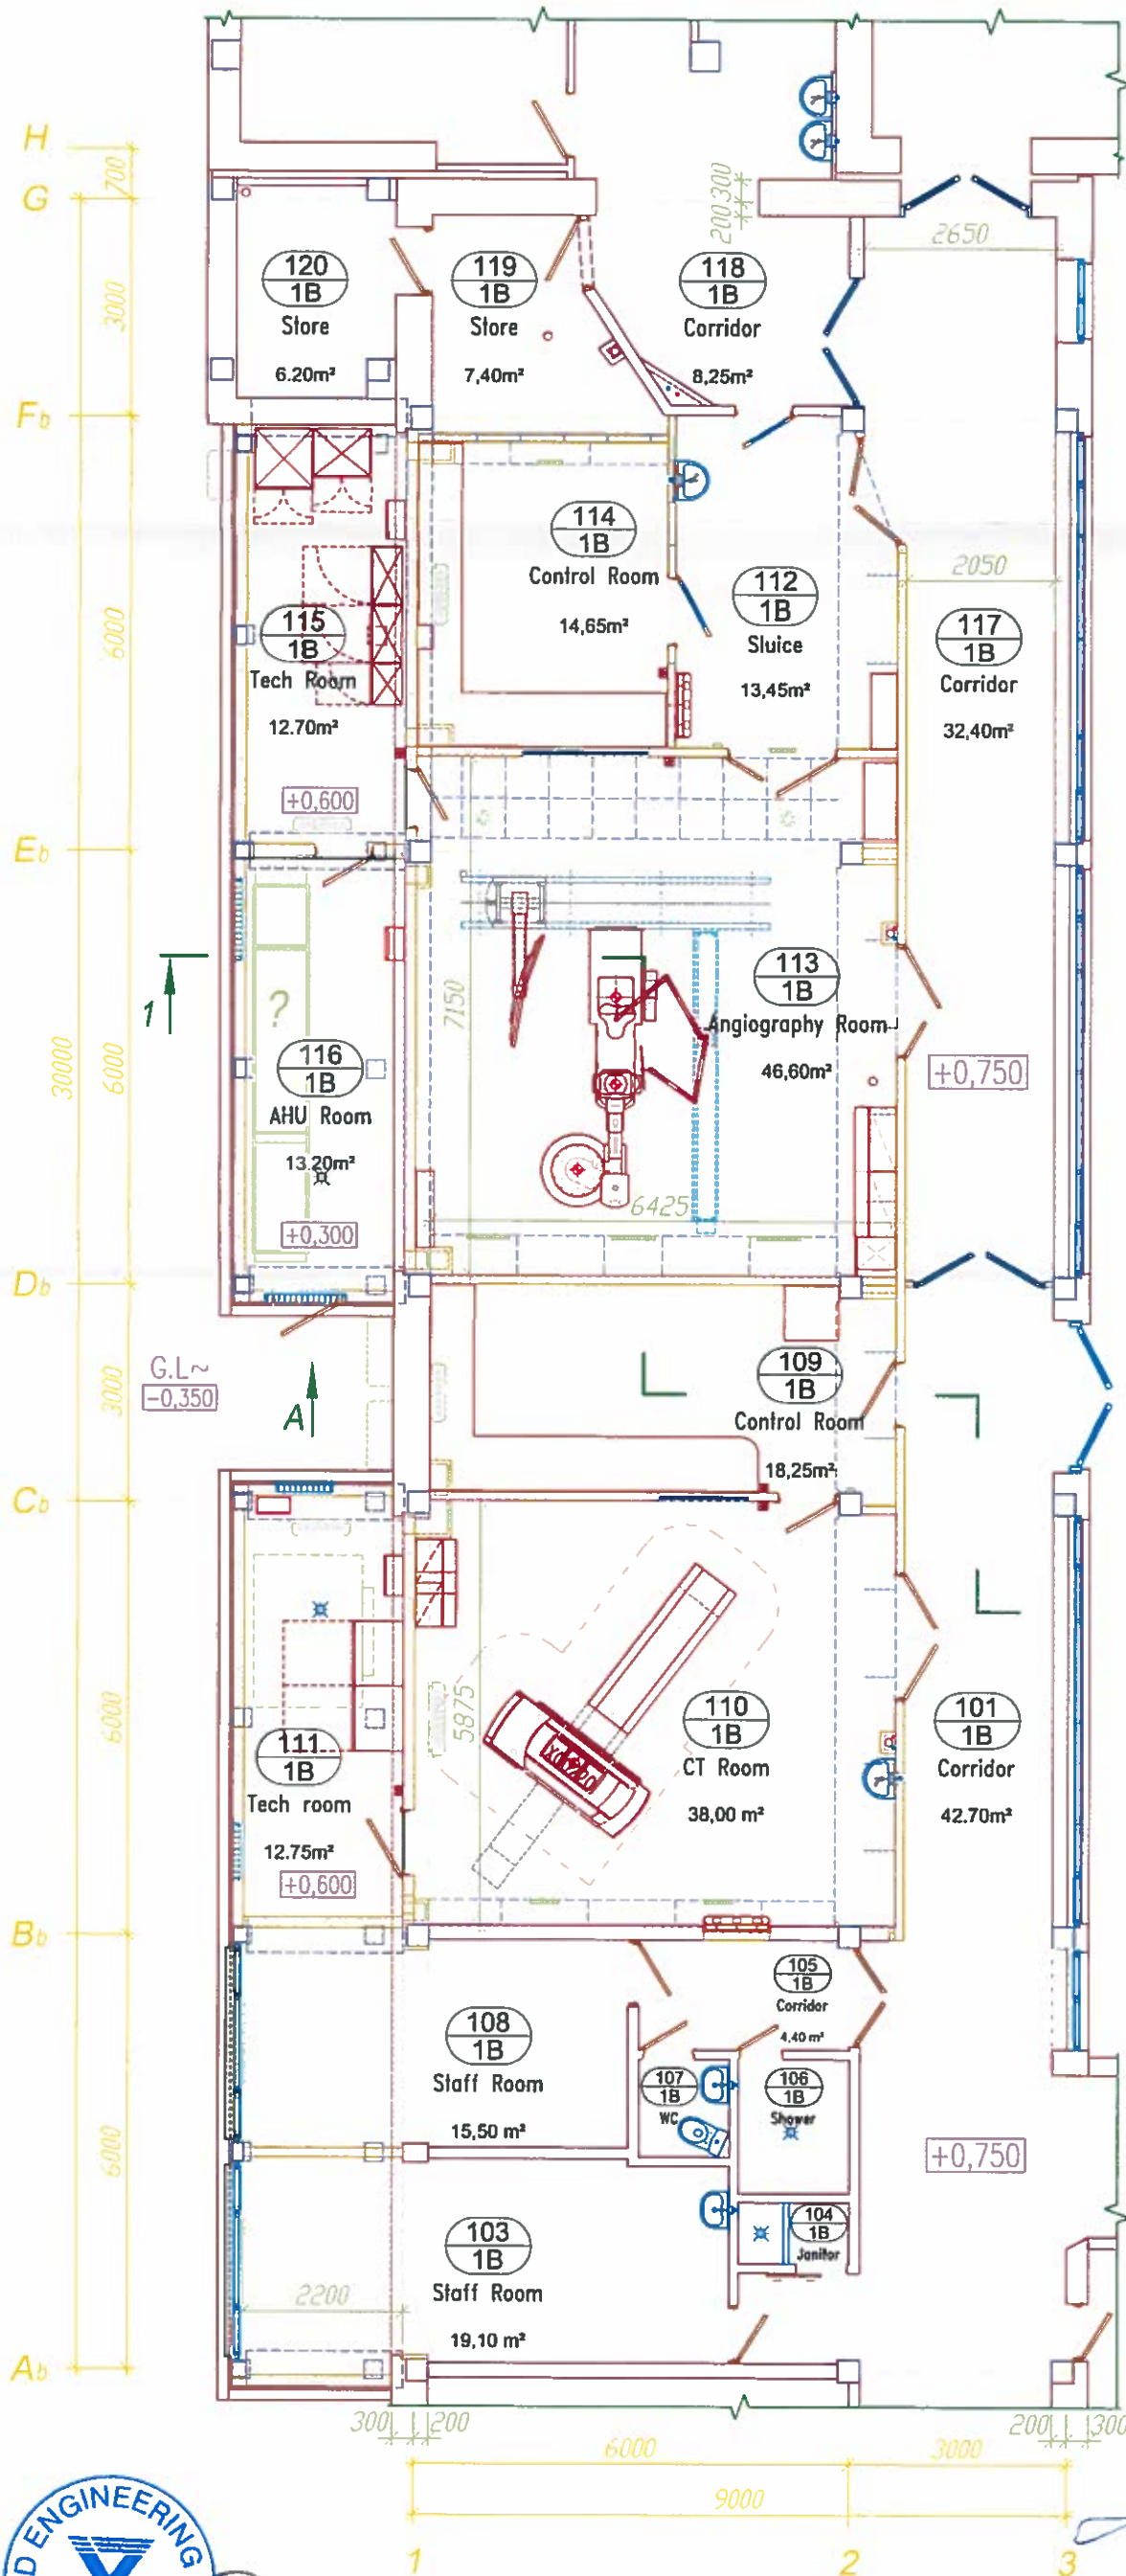 H
700
G
200
300
2650
120
1B
Store
6.20m²
119
1B
Store
7,40m²
118
1B
Corridor
8,25m²
3000
Fb
114
1B
Control Room
14,65m²
2050
112
1B
Sluice
13,45m²
117
1B
Corridor
32,40m²
6000
115
1B
Tech Room
12.70m²
+0,600
Eb
1
7150
113
1B
Angiography Room
46,60m²
?
116
1B
AHU Room
13.20m²
+0,750
30000
6000
6425
+0,300
Db
G.L~
-0,350
A
3000
109
1B
Control Room
18,25m²
Cb
5875
110
1B
CT Room
38,00 m²
101
1B
Corridor
42.70m²
6000
111
1B
Tech room
12.75m²
+0,600
Bb
105
1B
Corridor
4,40 m²
108
1B
Staff Room
15,50 m²
107
1B
WC
106
1B
Shower
6000
+0,750
104
1B
Janitor
103
1B
Staff Room
19,10 m²
2200
Ab
300
200
200
300
6000
3000
9000
1
2
3
D ENGINEERING